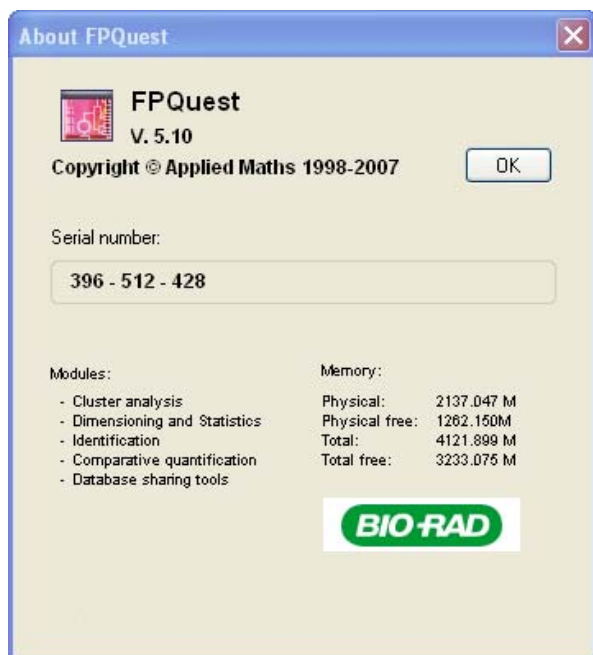 About FPQuest
FPQuest
V. 5.10
Copyright © Applied Maths 1998-2007
OK
Serial number:
396 - 512 - 428
Modules:
- Cluster analysis
- Dimensioning and Statistics
- Identification
- Comparative quantification
- Database sharing tools
Memory:
Physical: 2137.047 M
Physical free: 1262.150M
Total: 4121.899 M
Total free: 3233.075 M
BIO-RAD